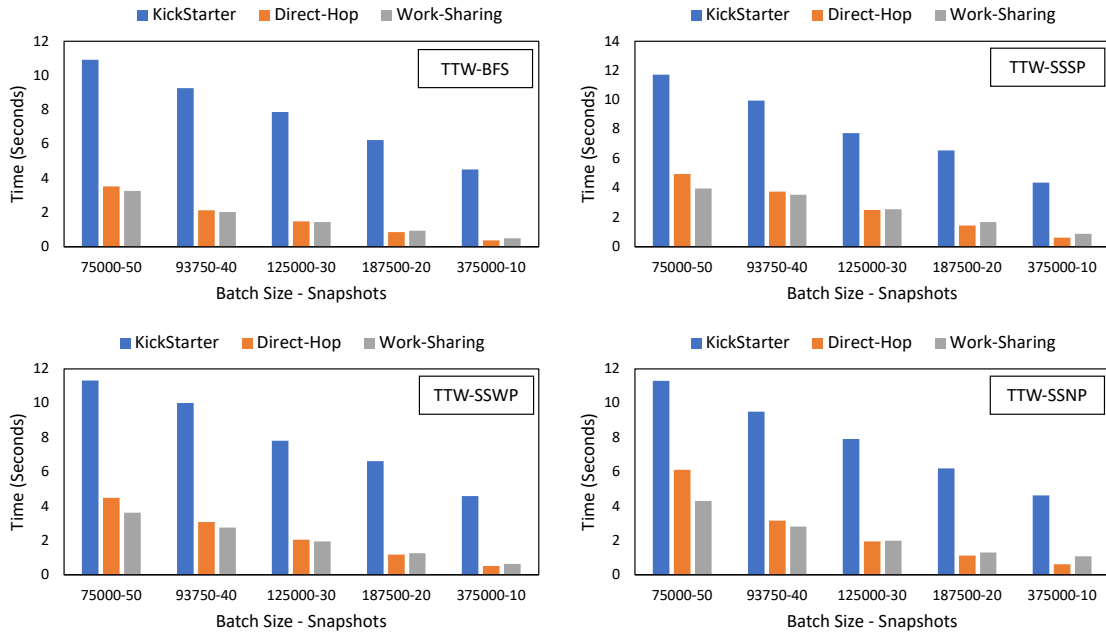 KickStarter Direct-Hop Work-Sharing
TTW-BFS
Time (Seconds)
12
10
8
6
4
2
0
75000-50 93750-40 125000-30 187500-20 375000-10
Batch Size - Snapshots
KickStarter Direct-Hop Work-Sharing
TTW-SSSP
Time (Seconds)
14
12
10
8
6
4
2
0
75000-50 93750-40 125000-30 187500-20 375000-10
Batch Size - Snapshots
KickStarter Direct-Hop Work-Sharing
TTW-SSWP
Time (Seconds)
12
10
8
6
4
2
0
75000-50 93750-40 125000-30 187500-20 375000-10
Batch Size - Snapshots
KickStarter Direct-Hop Work-Sharing
TTW-SSNP
Time (Seconds)
12
10
8
6
4
2
0
75000-50 93750-40 125000-30 187500-20 375000-10
Batch Size - Snapshots